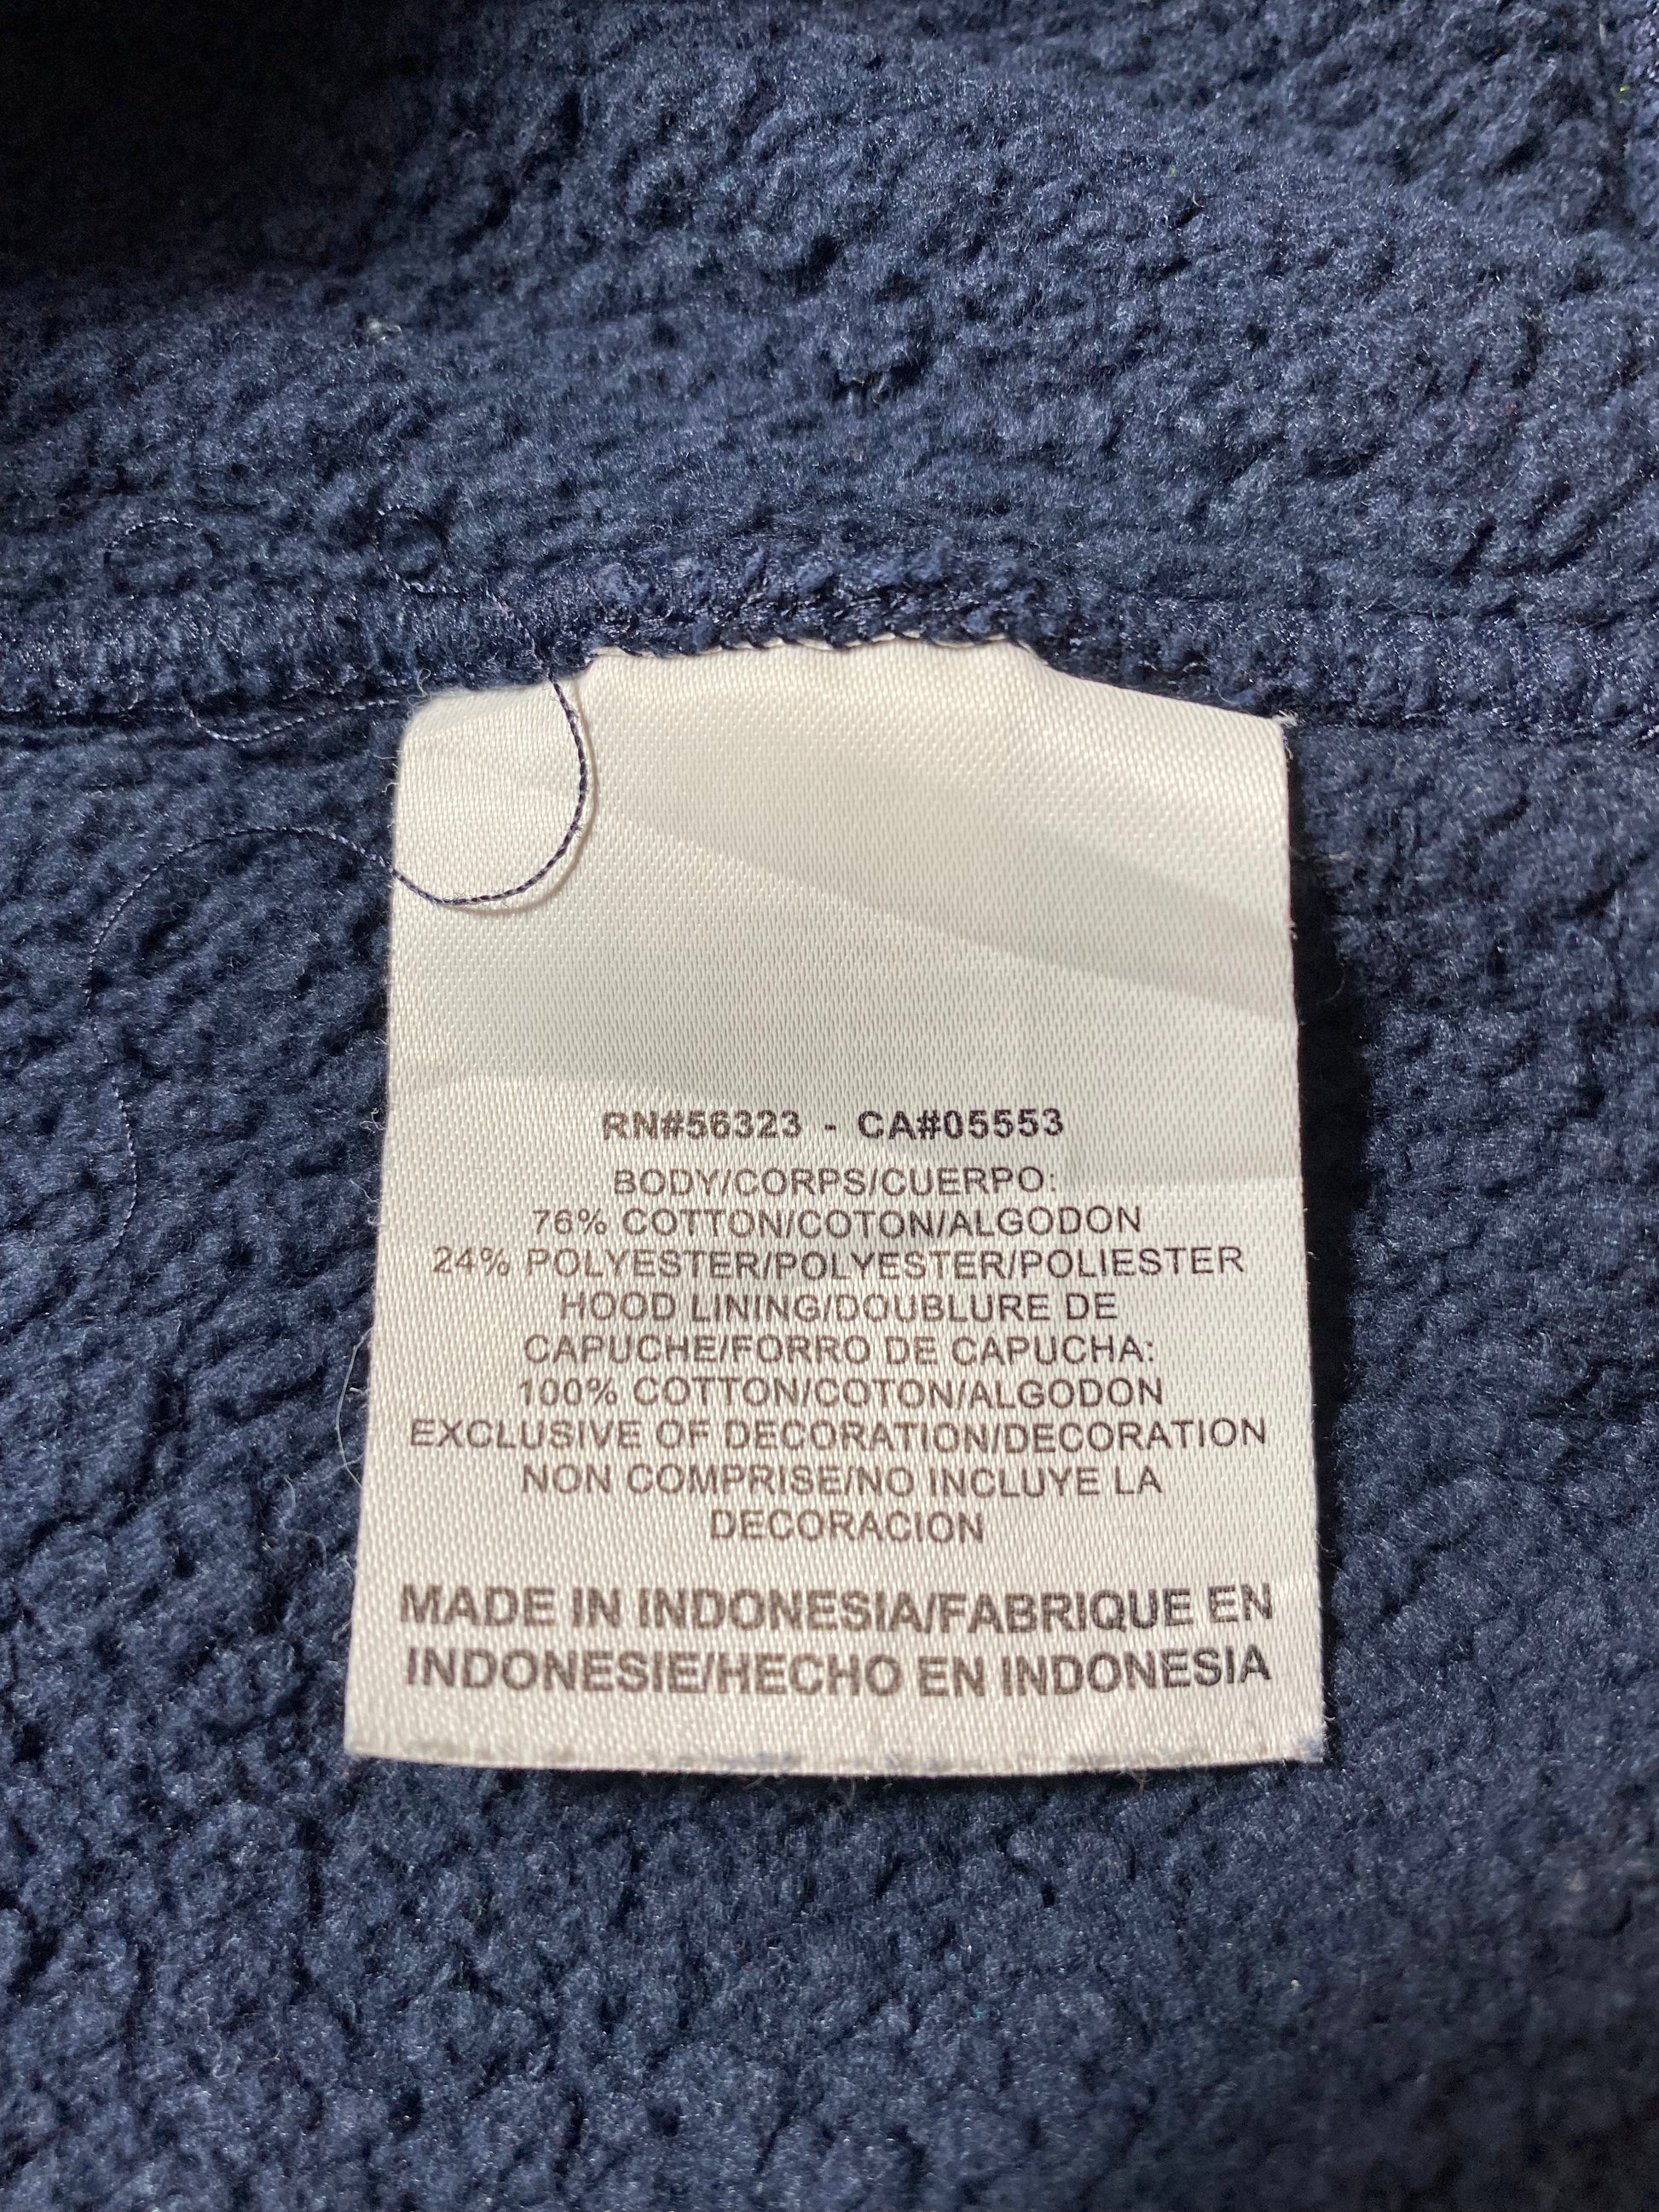 RN#56323 - CA#05553
BODY/CORPS/CUERPO:
76% COTTON/COTON/ALGODON
24% POLYESTER/POLYESTER/POLIESTER
HOOD LINING/DOUBLURE DE
CAPUCHE/FORRO DE CAPUCHA:
100% COTTON/COTON/ALGODON
EXCLUSIVE OF DECORATION/DECORATION
NON COMPRISE/NO INCLUYE LA
DECORACION
MADE IN INDONESIA/FABRIQUE EN
INDONESIE/HECHO EN INDONESIA